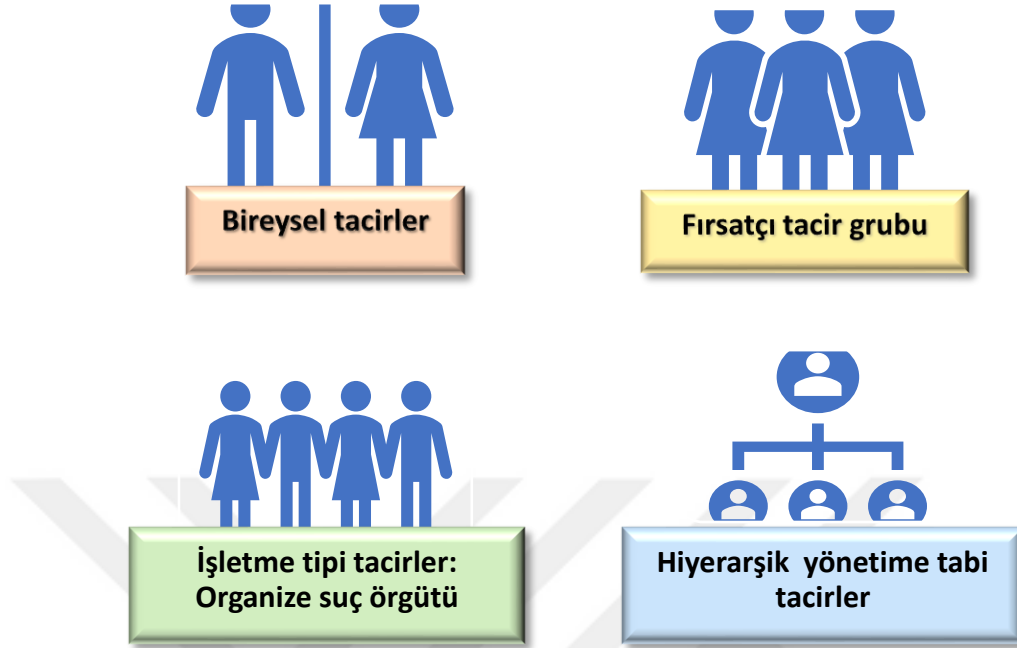 Bireysel tacirler
Fırsatçı tacir grubu
İşletme tipi tacirler:
Organize suç örgütü
Hiyerarşik yönetime tabi
tacirler